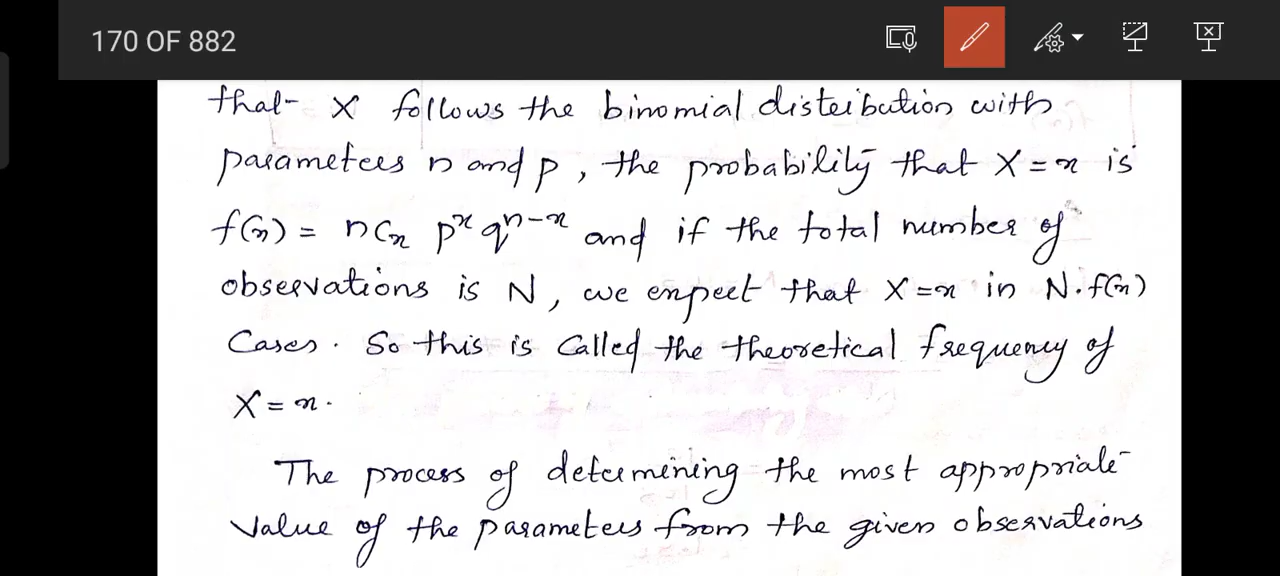 170 OF 882
that X follows the binomial distribution with
parameters n and p, the probability that X = x is
f(x) = nCx p^x q^n-x and if the total number of
observations is N, we expect that X = x in N.f(x)
Cases. So this is Called the theoretical frequency of
X = x.
The process of determining the most appropriate
value of the parameters from the given observations